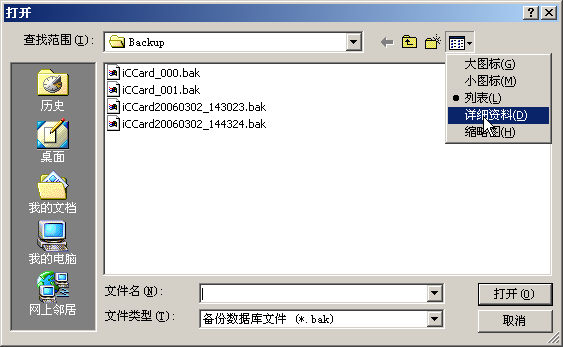 打开
查找范围(I):
Backup
大图标(G)
小图标(M)
列表(L)
详细资料(D)
缩略图(H)
历史
桌面
我的文档
我的电脑
网上邻居
iCCard_000.bak
iCCard_001.bak
iCCard20060302_143023.bak
iCCard20060302_144324.bak
文件名(N):
打开(O)
文件类型(T):
备份数据库文件 (*.bak)
取消